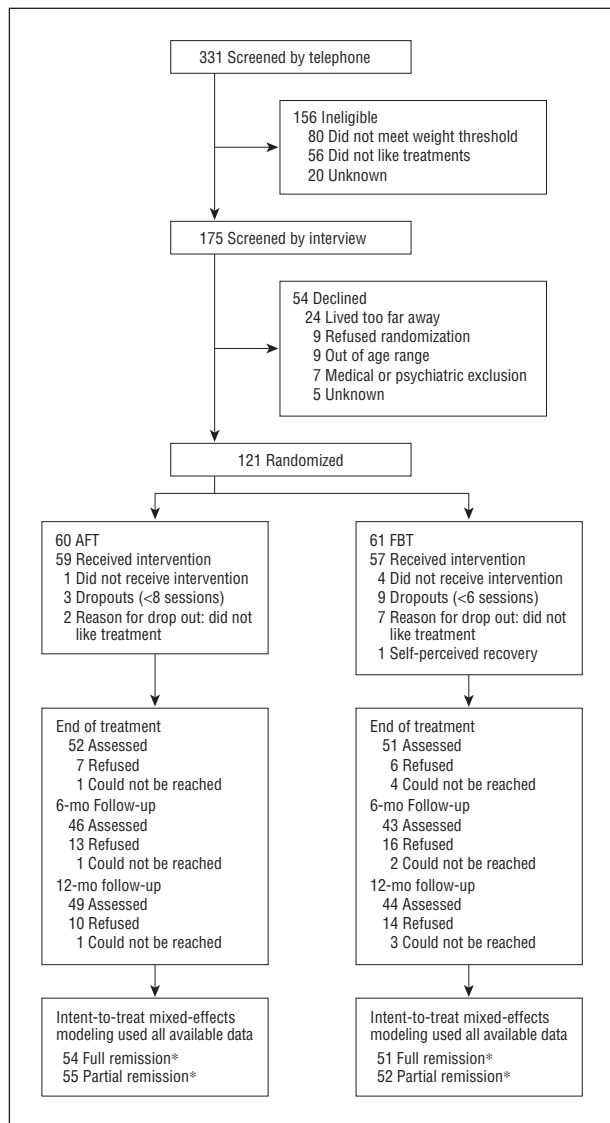 331 Screened by telephone
156 Ineligible
80 Did not meet weight threshold
56 Did not like treatments
20 Unknown
175 Screened by interview
54 Declined
24 Lived too far away
9 Refused randomization
9 Out of age range
7 Medical or psychiatric exclusion
5 Unknown
121 Randomized
60 AFT
59 Received intervention
1 Did not receive intervention
3 Dropouts (<8 sessions)
2 Reason for drop out: did not
like treatment
61 FBT
57 Received intervention
4 Did not receive intervention
9 Dropouts (<6 sessions)
7 Reason for drop out: did not
like treatment
1 Self-perceived recovery
End of treatment
52 Assessed
7 Refused
1 Could not be reached
6-mo Follow-up
46 Assessed
13 Refused
1 Could not be reached
12-mo follow-up
49 Assessed
10 Refused
1 Could not be reached
End of treatment
51 Assessed
6 Refused
4 Could not be reached
6-mo Follow-up
43 Assessed
16 Refused
2 Could not be reached
12-mo follow-up
44 Assessed
14 Refused
3 Could not be reached
Intent-to-treat mixed-effects
modeling used all available data
54 Full remission*
55 Partial remission*
Intent-to-treat mixed-effects
modeling used all available data
51 Full remission*
52 Partial remission*